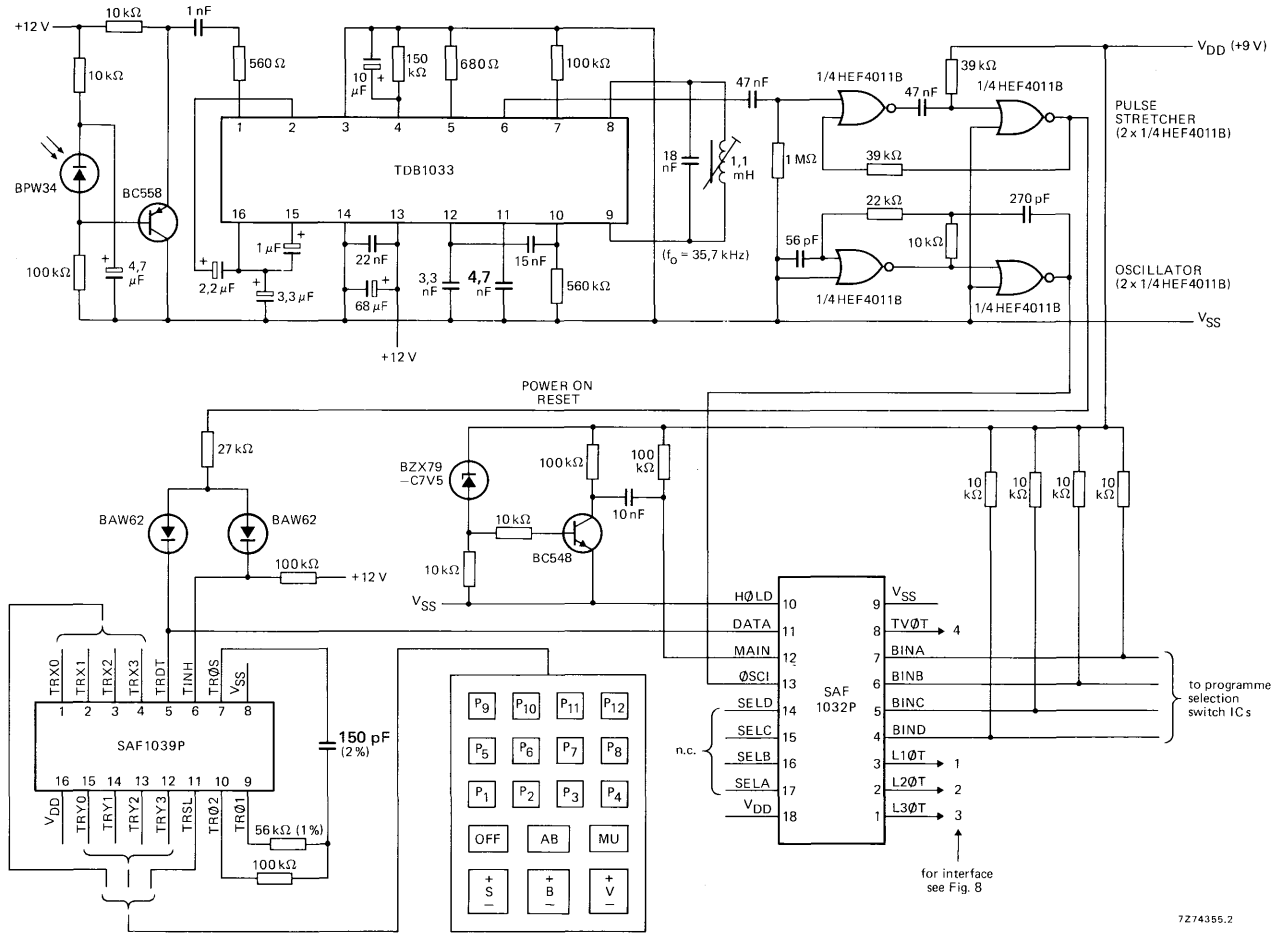 +12 V
10 kΩ
1 nF
10 kΩ
560 Ω
10 µF
+
150 kΩ
680 Ω
100 kΩ
47 nF
1/4 HEF4011B
47 nF
39 kΩ
1/4 HEF4011B
VDD (+9 V)
PULSE
STRETCHER
(2 x 1/4 HEF4011B)
1 2 3 4 5 6 7 8
TDB1033
16 15 14 13 12 11 10 9
BPW34
BC558
18 nF
1,1 mH
1 MΩ
39 kΩ
22 kΩ
270 pF
56 pF
10 kΩ
(fo = 35,7 kHz)
100 kΩ
+
4,7 µF
+
2,2 µF
1 µF
+
+
3,3 µF
22 nF
+
68 µF
3,3 nF
4,7 nF
15 nF
560 kΩ
1/4 HEF4011B
1/4 HEF4011B
OSCILLATOR
(2 x 1/4 HEF4011B)
VSS
+12 V
POWER ON
RESET
27 kΩ
BAW62
BAW62
100 kΩ
+12 V
BZX79
–C7V5
100 kΩ
100 kΩ
10 nF
10 kΩ
BC548
10 kΩ
VSS
10 kΩ
10 kΩ
10 kΩ
10 kΩ
HØLD 10
DATA 11
MAIN 12
ØSCI 13
SELD 14
SELC 15
SELB 16
SELA 17
VDD 18
n.c.
SAF
1032P
9 VSS
8 TVØT 4
7 BINA
6 BINB
5 BINC
4 BIND
3 L1ØT 1
2 L2ØT 2
1 L3ØT 3
to programme
selection
switch ICs
for interface
see Fig. 8
TRX0 TRX1 TRX2 TRX3 TRDT TINH TRØS VSS
1 2 3 4 5 6 7 8
SAF1039P
16 15 14 13 12 11 10 9
VDD TRY0 TRY1 TRY2 TRY3 TRSL TRØ2 TRØ1
150 pF
(2%)
56 kΩ (1%)
100 kΩ
P9 P10 P11 P12
P5 P6 P7 P8
P1 P2 P3 P4
OFF AB MU
+ + +
S B V
– – –
7Z74355.2